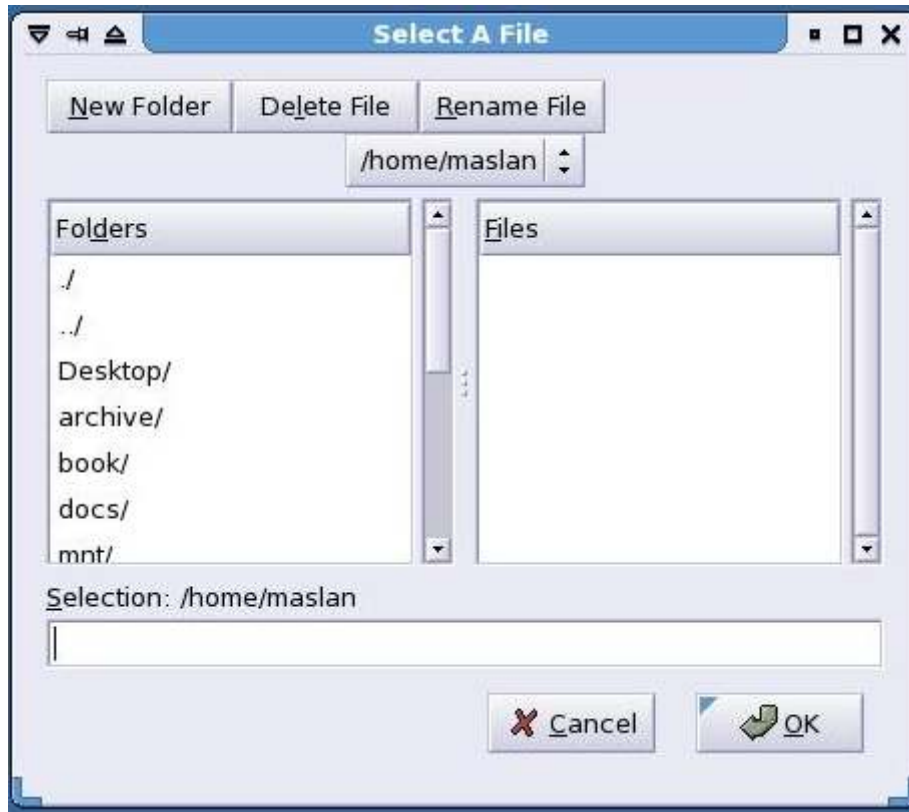 Select A File
New Folder Delete File Rename File
/home/maslan
Folders Files
./
../
Desktop/
archive/
book/
docs/
mnt/
Selection: /home/maslan
Cancel OK